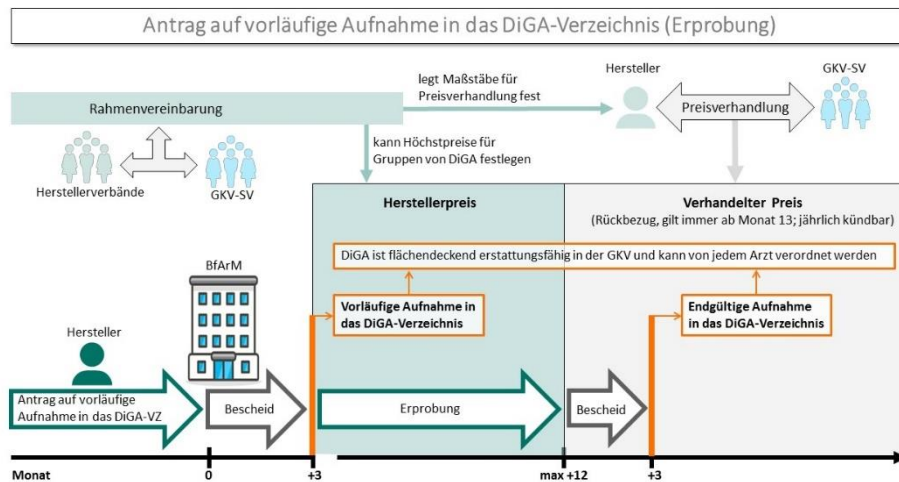 Antrag auf vorläufige Aufnahme in das DiGA-Verzeichnis (Erprobung)
Rahmenvereinbarung
legt Maßstäbe für
Preisverhandlung fest
Hersteller
Preisverhandlung
GKV-SV
kann Höchstpreise für
Gruppen von DiGA festlegen
Herstellerverbände
GKV-SV
Herstellerpreis
Verhandelter Preis
(Rückbezug, gilt immer ab Monat 13; jährlich kündbar)
DiGA ist flächendeckend erstattungsfähig in der GKV und kann von jedem Arzt verordnet werden
BfArM
Vorläufige Aufnahme in
das DiGA-Verzeichnis
Endgültige Aufnahme
in das DiGA-Verzeichnis
Hersteller
Antrag auf vorläufige
Aufnahme in das DiGA-VZ
Bescheid
Erprobung
Bescheid
Monat
0
+3
max +12
+3